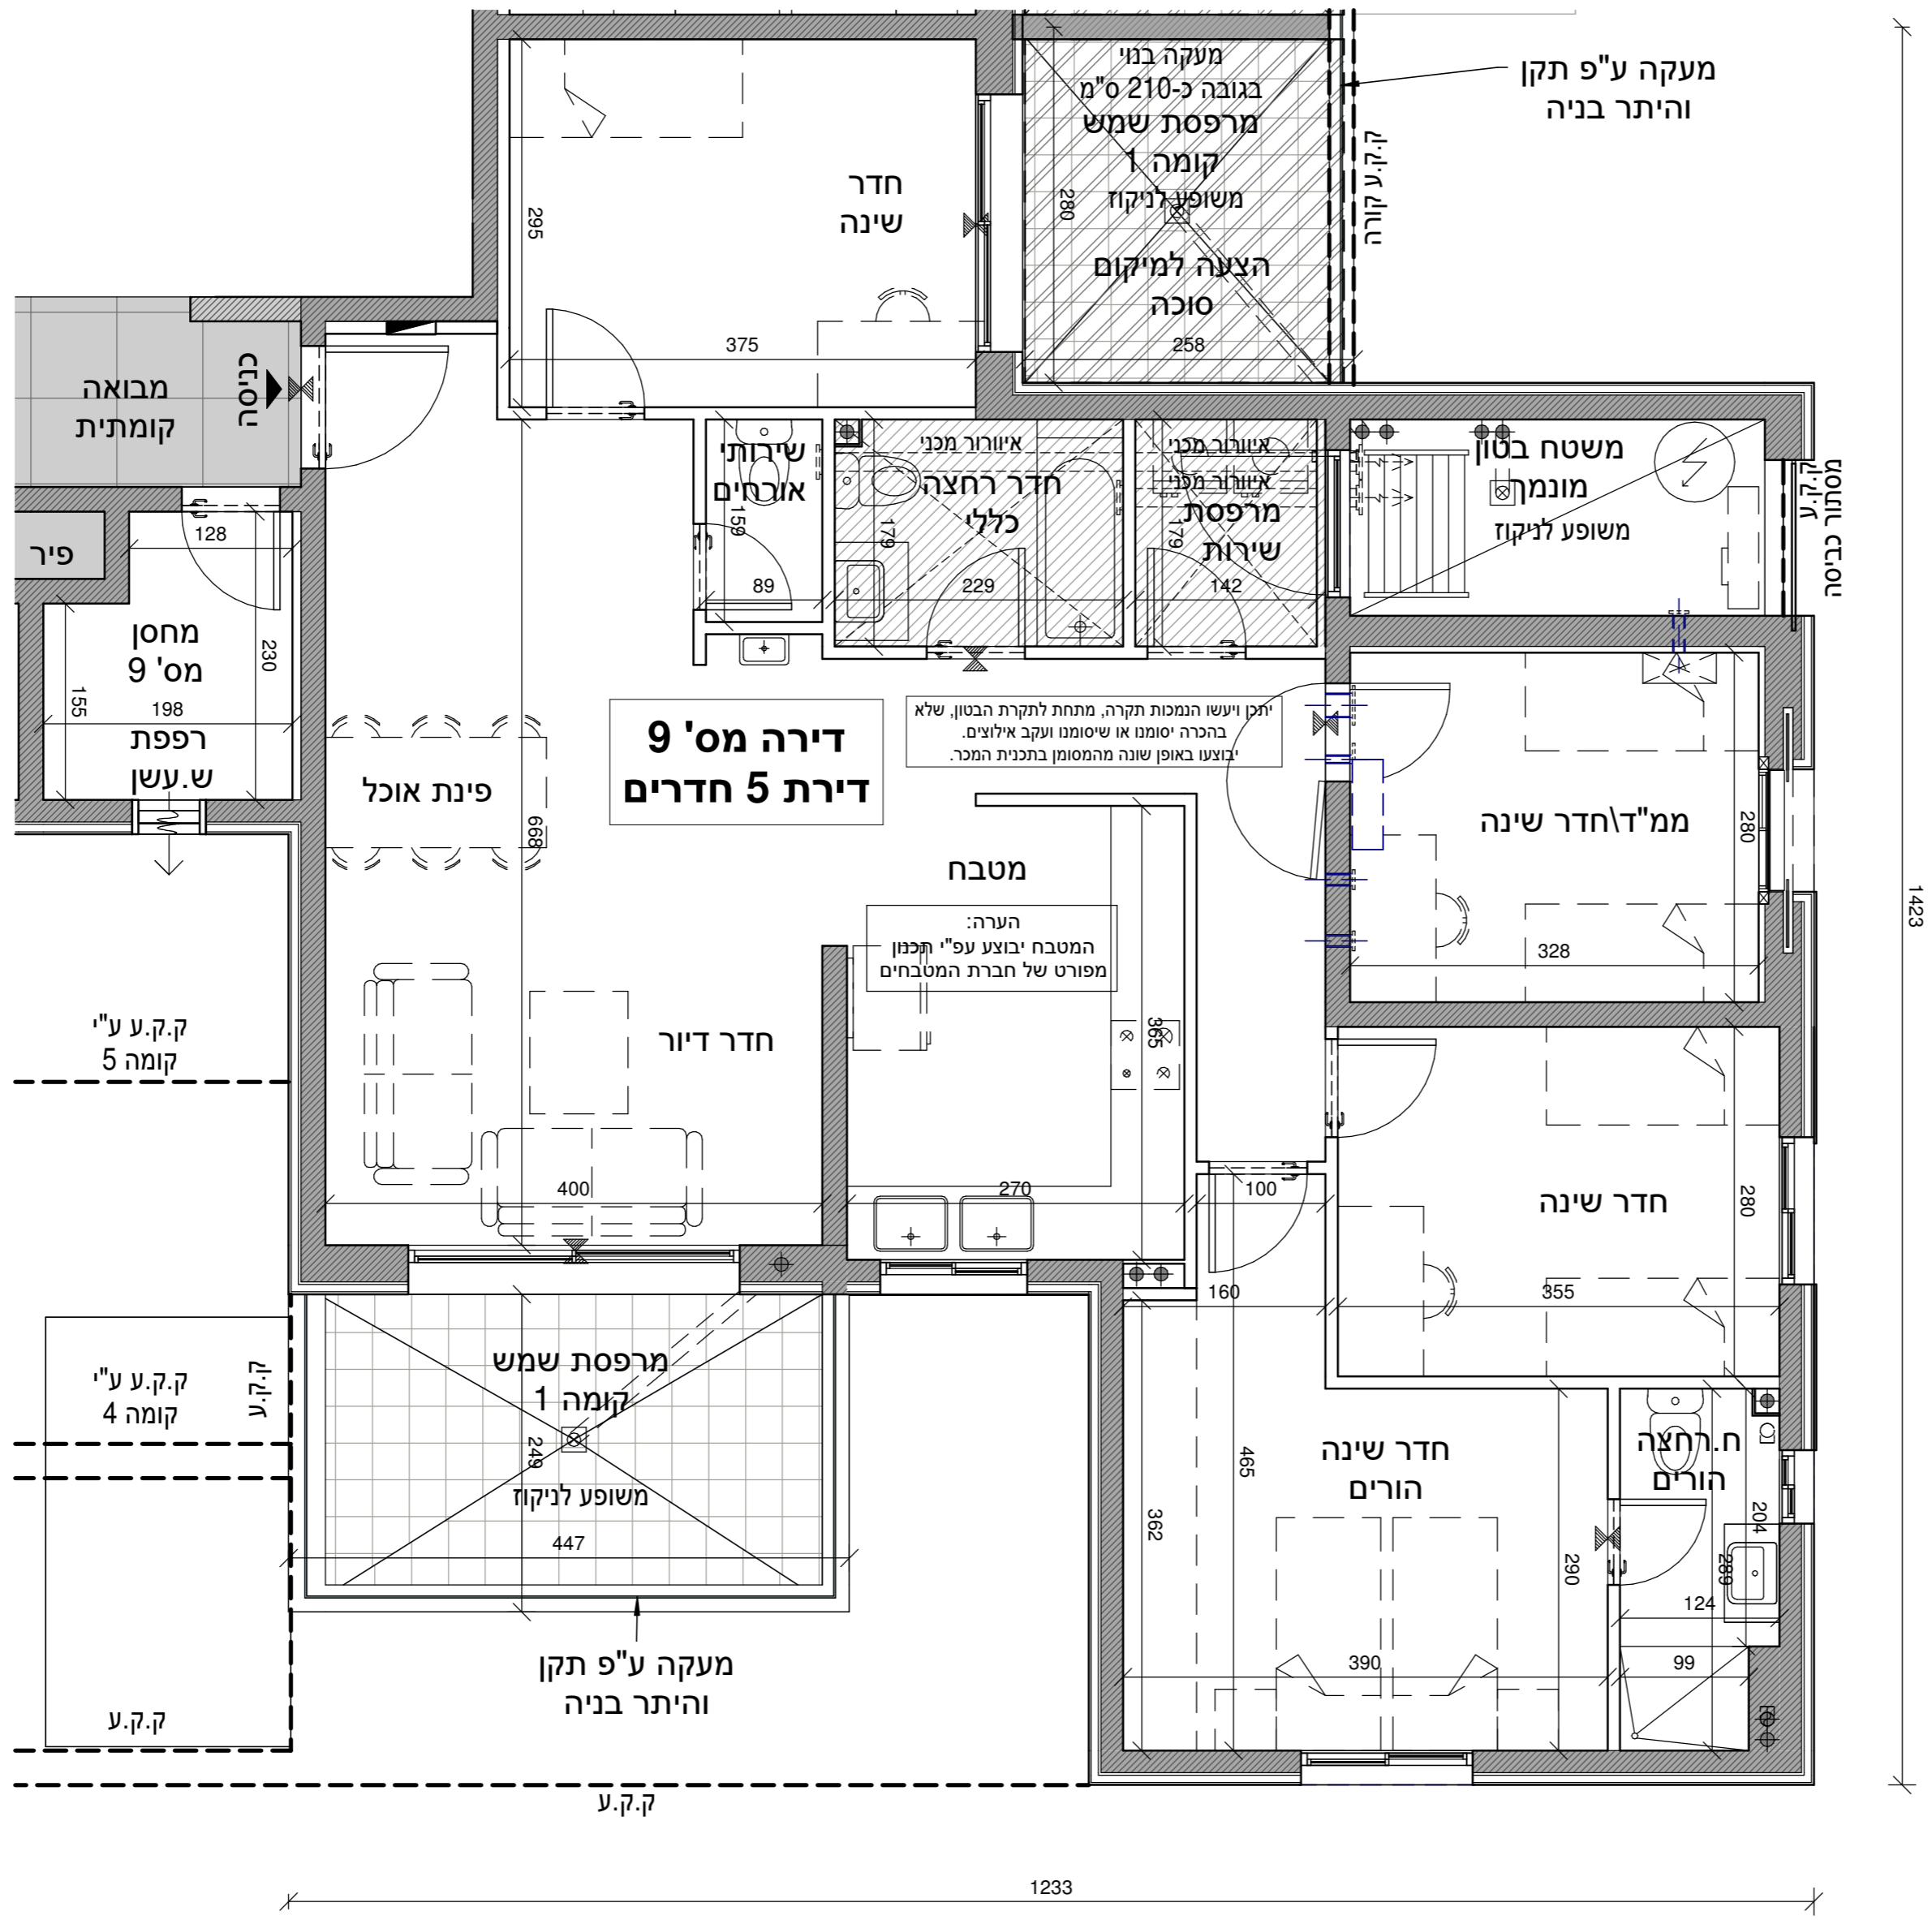 מעקה בנוי
בגובה כ-210 ס"מ
מרפסת שמש
קומה 1
משופע לניקוז
הצעה למיקום
סוכה
280
258
מעקה ע"פ תקן
והיתר בניה
ק.ק.ע קורה
חדר
שינה
295
375
מבואה
קומתית
כניסה
פיר
128
מחסן
מס' 9
230
155
198
רפפת
ש.עשן
שירותי
אורחים
159
89
איוורור מכני
חדר רחצה
כללי
179
229
איוורור מכני
איוורור מכני
מרפסת
שירות
179
142
משטח בטון
מונמך
משופע לניקוז
ק.ק.ע
מסתור כביסה
דירה מס' 9
דירת 5 חדרים
יתכן ויעשו הנמכות תקרה, מתחת לתקרת הבטון, שלא
בהכרה יסומנו או שיסומנו ועקב אילוצים.
יבוצעו באופן שונה מהמסומן בתכנית המכר.
פינת אוכל
668
ממ"ד\חדר שינה
280
328
מטבח
הערה:
המטבח יבוצע עפ"י תכנון
מפורט של חברת המטבחים
365
270
חדר דיור
400
100
חדר שינה
280
355
160
ק.ק.ע ע"י
קומה 5
ק.ק.ע ע"י
קומה 4
ק.ק.ע
ק.ק.ע
מרפסת שמש
קומה 1
249
משופע לניקוז
447
מעקה ע"פ תקן
והיתר בניה
ק.ק.ע
חדר שינה
הורים
465
362
290
390
ח.רחצה
הורים
204
289
124
99
1423
1233